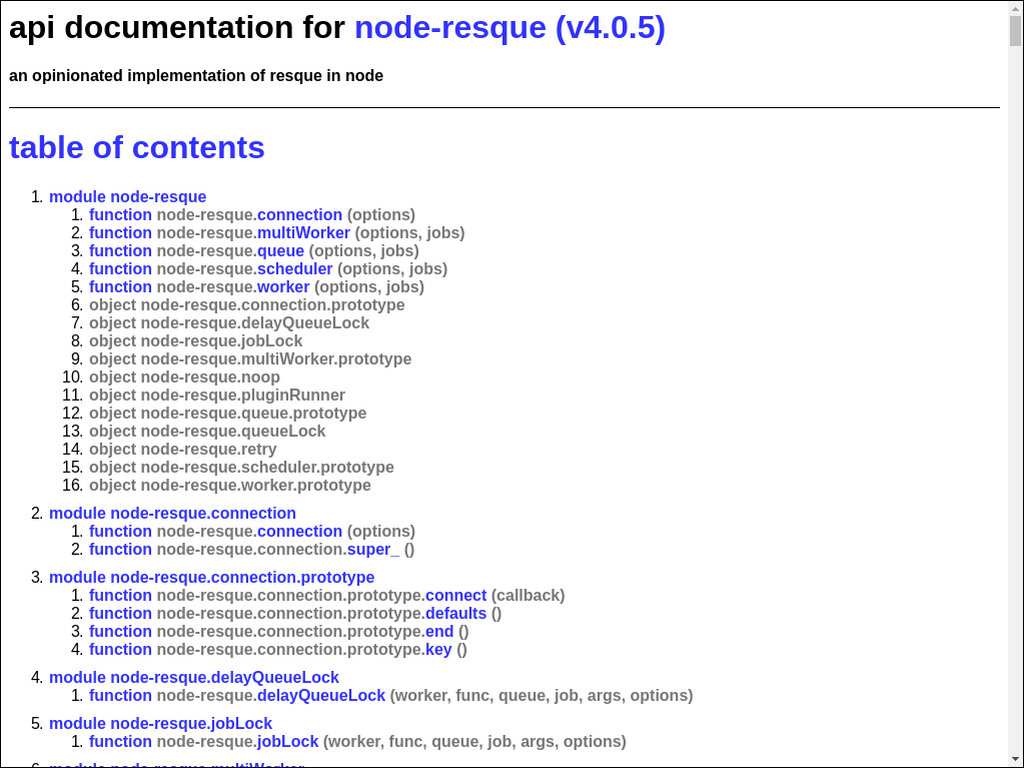 api documentation for node-resque (v4.0.5)
an opinionated implementation of resque in node
table of contents
1. module node-resque
1. function node-resque.connection (options)
2. function node-resque.multiWorker (options, jobs)
3. function node-resque.queue (options, jobs)
4. function node-resque.scheduler (options, jobs)
5. function node-resque.worker (options, jobs)
6. object node-resque.connection.prototype
7. object node-resque.delayQueueLock
8. object node-resque.jobLock
9. object node-resque.multiWorker.prototype
10. object node-resque.noop
11. object node-resque.pluginRunner
12. object node-resque.queue.prototype
13. object node-resque.queueLock
14. object node-resque.retry
15. object node-resque.scheduler.prototype
16. object node-resque.worker.prototype
2. module node-resque.connection
1. function node-resque.connection (options)
2. function node-resque.connection.super_ ()
3. module node-resque.connection.prototype
1. function node-resque.connection.prototype.connect (callback)
2. function node-resque.connection.prototype.defaults ()
3. function node-resque.connection.prototype.end ()
4. function node-resque.connection.prototype.key ()
4. module node-resque.delayQueueLock
1. function node-resque.delayQueueLock (worker, func, queue, job, args, options)
5. module node-resque.jobLock
1. function node-resque.jobLock (worker, func, queue, job, args, options)
6. module node-resque.multiWorker